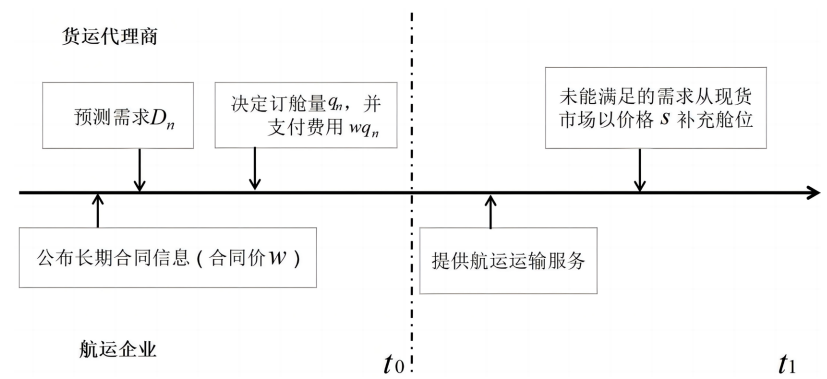 货运代理商
预测需求Dₙ
决定订舱量qₙ，并
支付费用 wqₙ
未能满足的需求从现货
市场以价格 s 补充舱位
公布长期合同信息（合同价w）
提供航运运输服务
航运企业
t₀
t₁